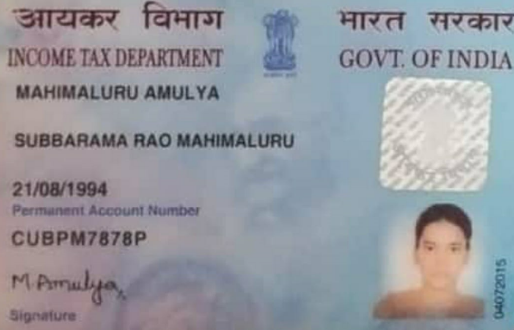 आयकर विभाग
भारत सरकार
INCOME TAX DEPARTMENT
GOVT. OF INDIA
MAHIMALURU AMULYA
SUBBARAMA RAO MAHIMALURU
21/08/1994
Permanent Account Number
CUBPM7878P
M.Amulya
Signature
04072015